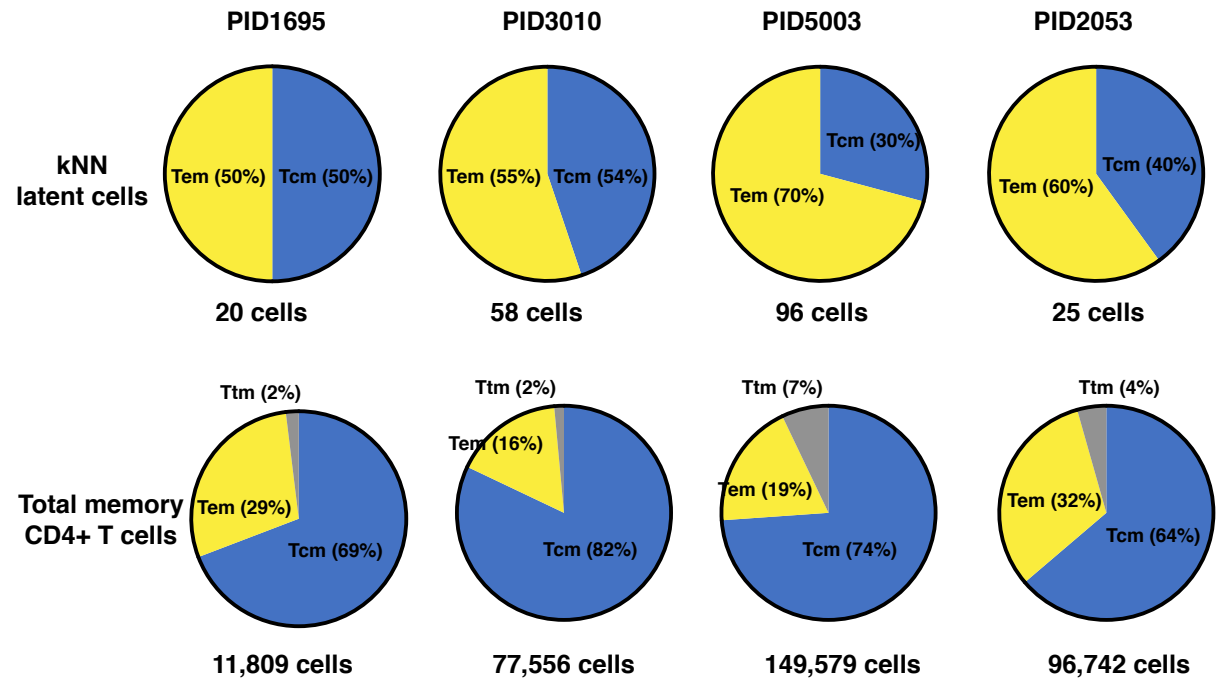 PID1695 PID3010 PID5003 PID2053
kNN
latent cells
Tem (50%) Tcm (50%) Tem (55%) Tcm (54%) Tem (70%) Tcm (30%) Tem (60%) Tcm (40%)
20 cells 58 cells 96 cells 25 cells
Ttm (2%) Ttm (2%) Ttm (7%) Ttm (4%)
Total memory
CD4+ T cells
Tem (29%) Tcm (69%) Tem (16%) Tcm (82%) Tem (19%) Tcm (74%) Tem (32%) Tcm (64%)
11,809 cells 77,556 cells 149,579 cells 96,742 cells